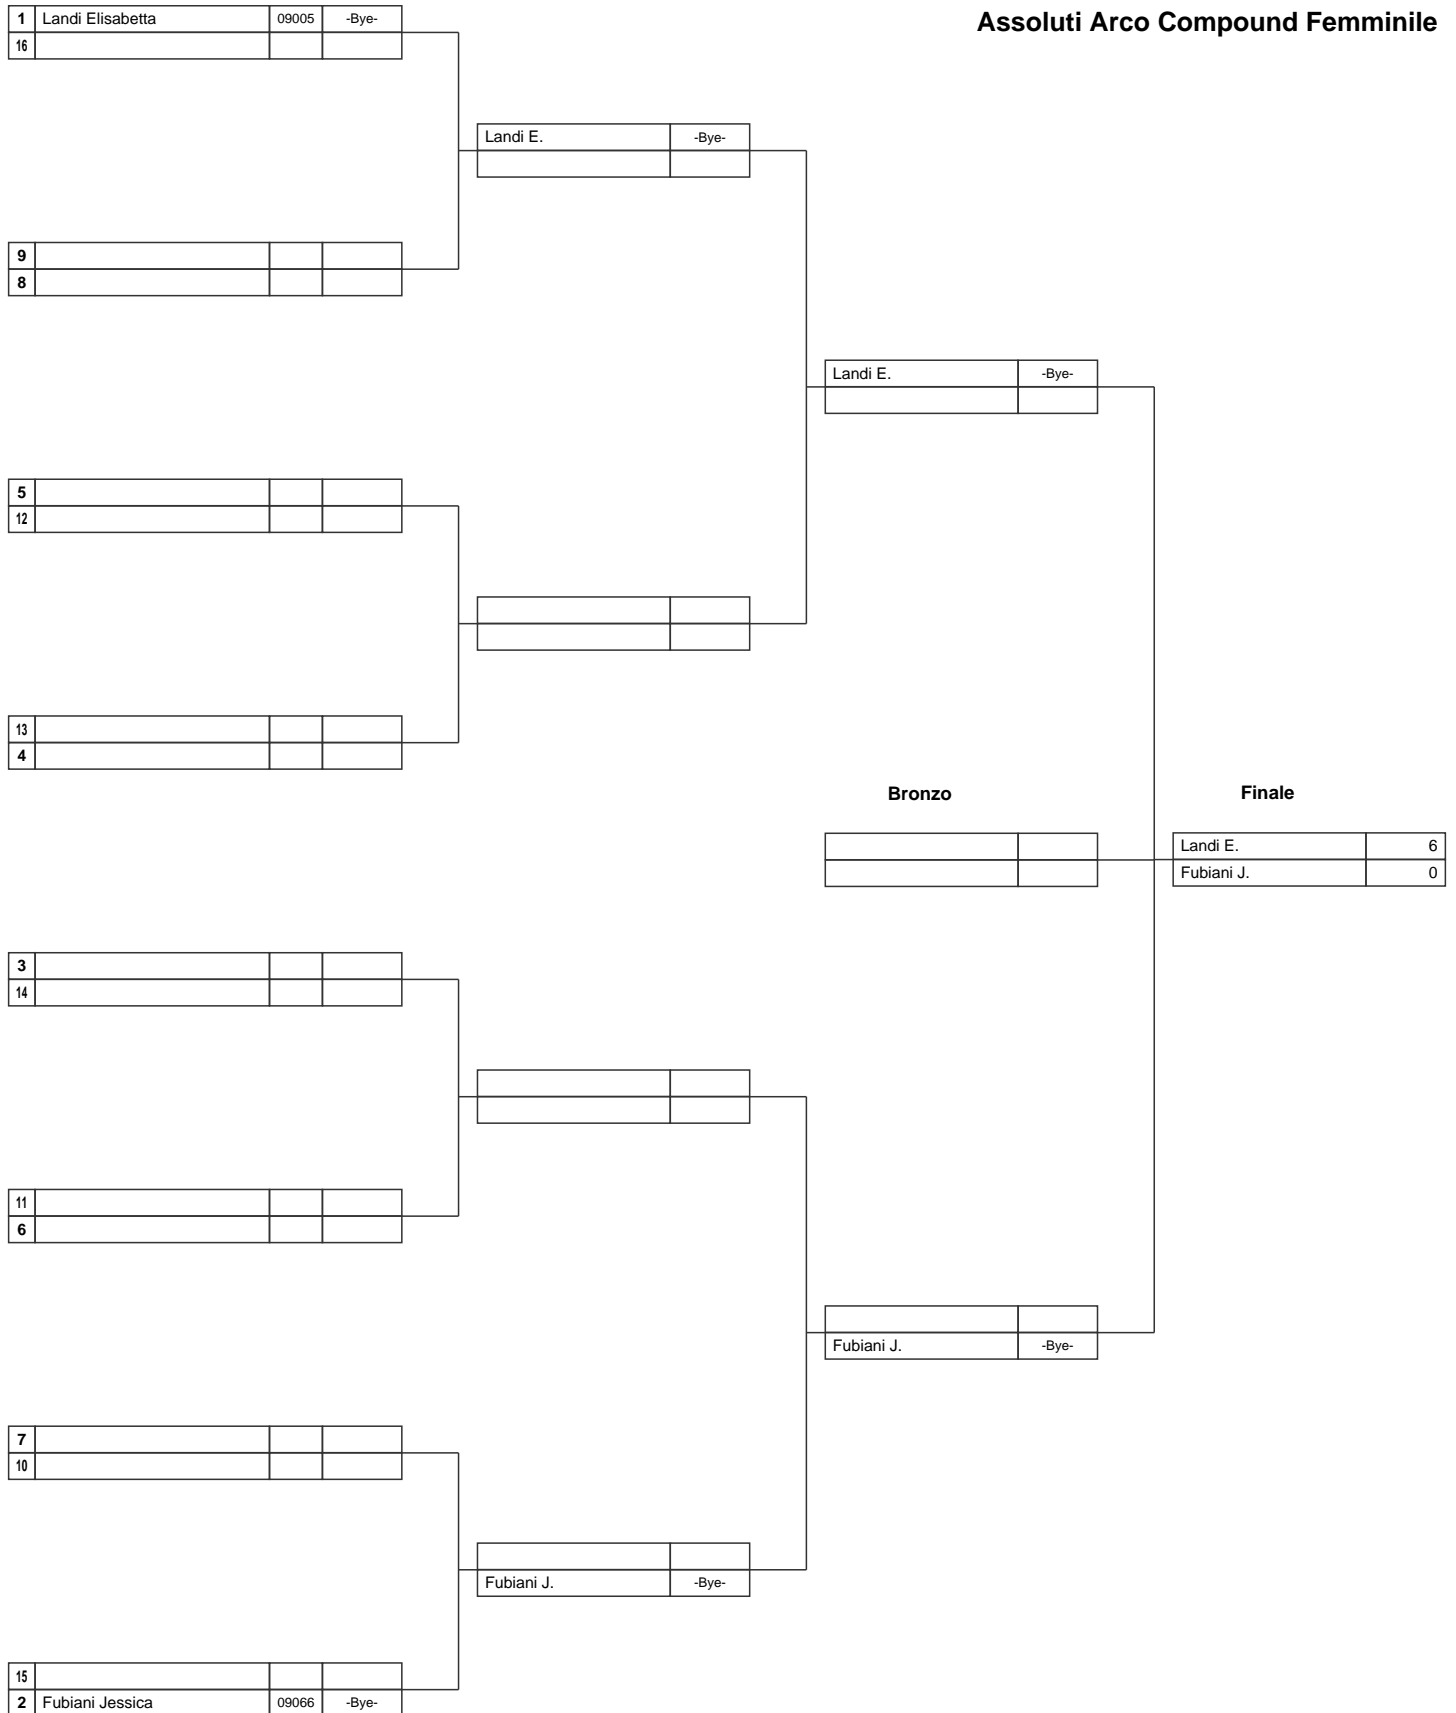 Assoluti Arco Compound Femminile
1 Landi Elisabetta 09005 -Bye-
16
Landi E. -Bye-
9
8
Landi E. -Bye-
5
12
13
4
Bronzo Finale
Landi E. 6
Fubiani J. 0
3
14
11
6
Fubiani J. -Bye-
7
10
Fubiani J. -Bye-
15
2 Fubiani Jessica 09066 -Bye-